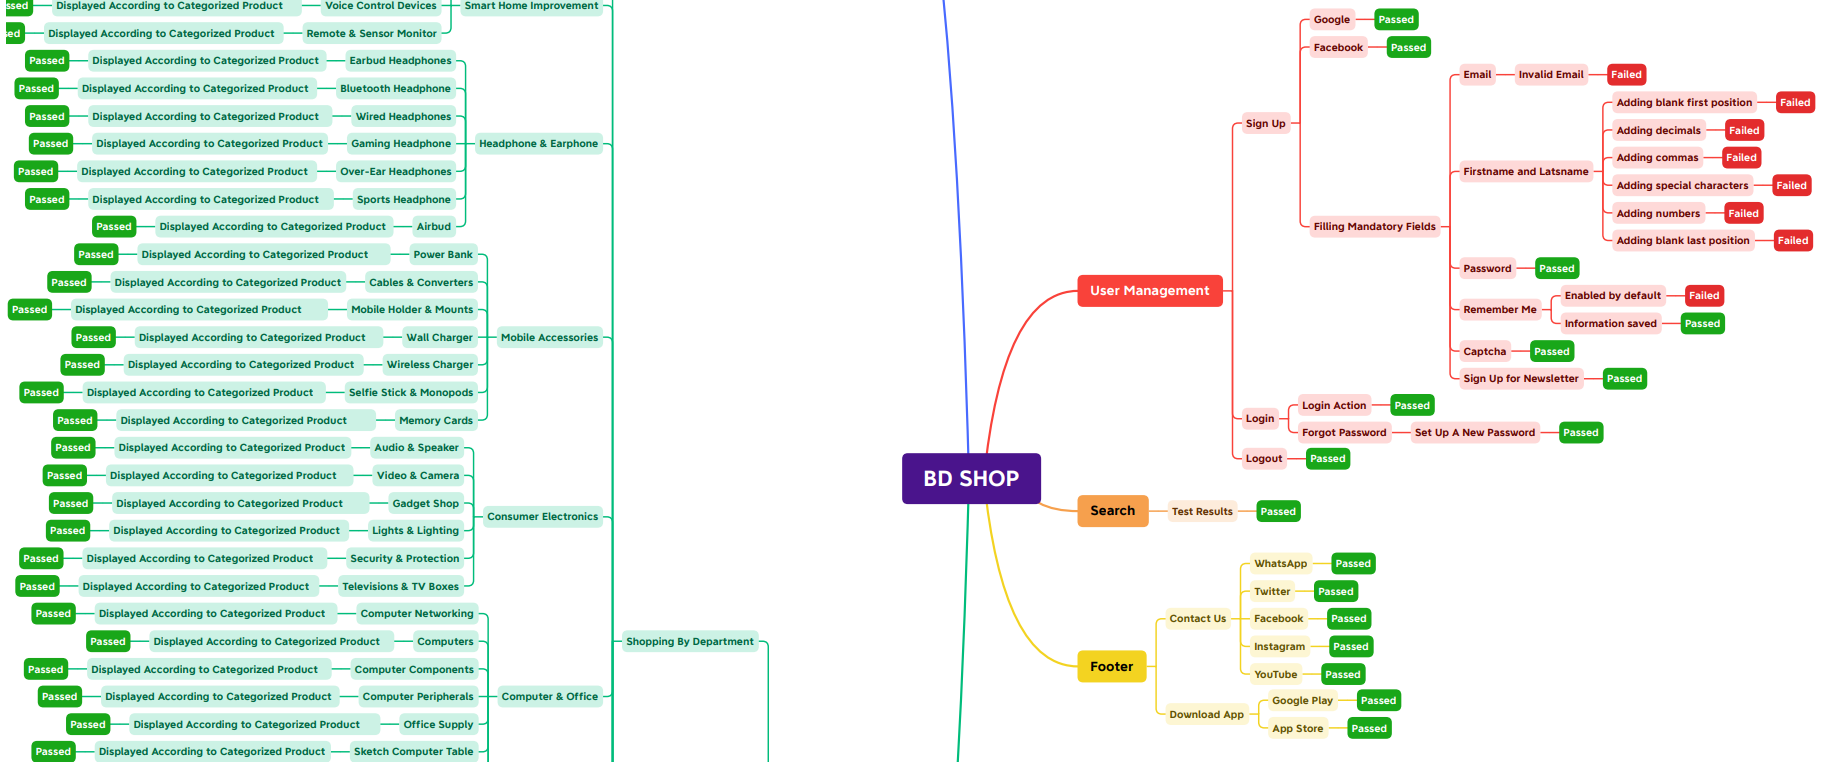 ssed Displayed According to Categorized Product Voice Control Devices Smart Home Improvement
sed Displayed According to Categorized Product Remote & Sensor Monitor
Passed Displayed According to Categorized Product Earbud Headphones
Passed Displayed According to Categorized Product Bluetooth Headphone
Passed Displayed According to Categorized Product Wired Headphones
Passed Displayed According to Categorized Product Gaming Headphone Headphone & Earphone
Passed Displayed According to Categorized Product Over-Ear Headphones
Passed Displayed According to Categorized Product Sports Headphone
Passed Displayed According to Categorized Product Airbud
Passed Displayed According to Categorized Product Power Bank
Passed Displayed According to Categorized Product Cables & Converters
Passed Displayed According to Categorized Product Mobile Holder & Mounts
Passed Displayed According to Categorized Product Wall Charger Mobile Accessories
Passed Displayed According to Categorized Product Wireless Charger
Passed Displayed According to Categorized Product Selfie Stick & Monopods
Passed Displayed According to Categorized Product Memory Cards
Passed Displayed According to Categorized Product Audio & Speaker
Passed Displayed According to Categorized Product Video & Camera
Passed Displayed According to Categorized Product Gadget Shop
Consumer Electronics
Passed Displayed According to Categorized Product Lights & Lighting
Passed Displayed According to Categorized Product Security & Protection
Passed Displayed According to Categorized Product Televisions & TV Boxes
Passed Displayed According to Categorized Product Computer Networking
Passed Displayed According to Categorized Product Computers Shopping By Department
Passed Displayed According to Categorized Product Computer Components
Passed Displayed According to Categorized Product Computer Peripherals Computer & Office
Passed Displayed According to Categorized Product Office Supply
Passed Displayed According to Categorized Product Sketch Computer Table
BD SHOP
User Management
Sign Up
Google Passed
Facebook Passed
Filling Mandatory Fields
Email Invalid Email Failed
Firstname and Latsname
Adding blank first position Failed
Adding decimals Failed
Adding commas Failed
Adding special characters Failed
Adding numbers Failed
Adding blank last position Failed
Password Passed
Remember Me
Enabled by default Failed
Information saved Passed
Captcha Passed
Sign Up for Newsletter Passed
Login
Login Action Passed
Forgot Password Set Up A New Password Passed
Logout Passed
Search Test Results Passed
Footer
Contact Us
WhatsApp Passed
Twitter Passed
Facebook Passed
Instagram Passed
YouTube Passed
Download App
Google Play Passed
App Store Passed